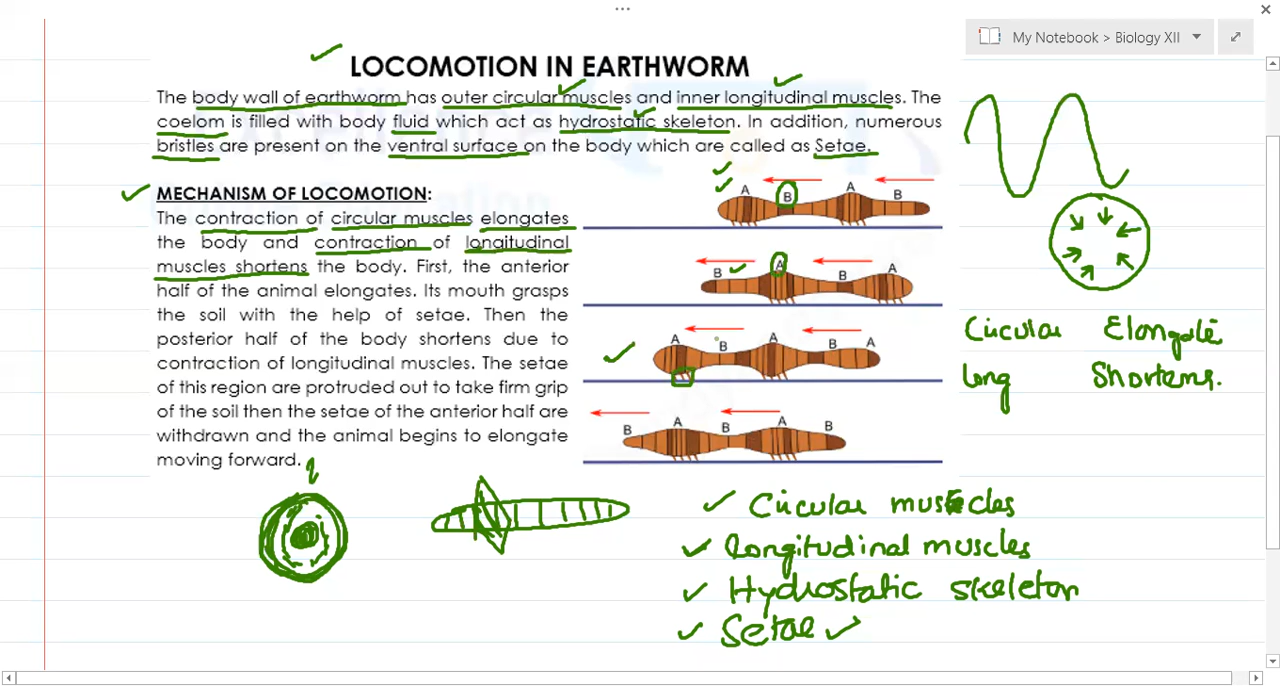 My Notebook > Biology XII
LOCOMOTION IN EARTHWORM
The body wall of earthworm has outer circular muscles and inner longitudinal muscles. The
coelom is filled with body fluid which act as hydrostatic skeleton. In addition, numerous
bristles are present on the ventral surface on the body which are called as Setae.
MECHANISM OF LOCOMOTION:
The contraction of circular muscles elongates
the body and contraction of longitudinal
muscles shortens the body. First, the anterior
half of the animal elongates. Its mouth grasps
the soil with the help of setae. Then the
posterior half of the body shortens due to
contraction of longitudinal muscles. The setae
of this region are protruded out to take firm grip
of the soil then the setae of the anterior half are
withdrawn and the animal begins to elongate
moving forward.
A B A B
B A B A
A B A B A
B A B A B
Circular Elongate
long Shortens.
Circular muscles
Longitudinal muscles
Hydrostatic skeleton
Setae